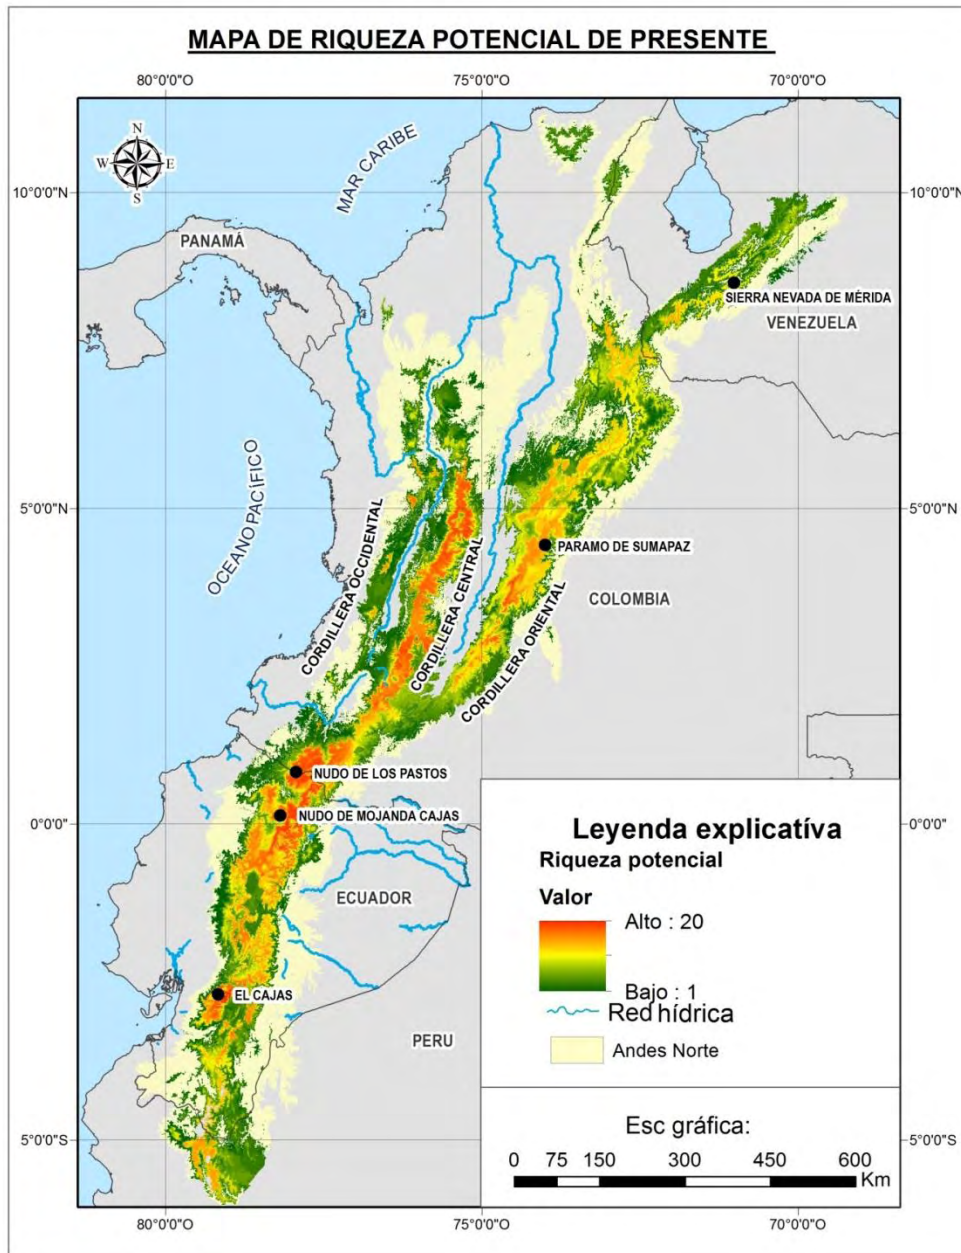 MAPA DE RIQUEZA POTENCIAL DE PRESENTE
80°0'0"O 75°0'0"O 70°0'0"O
N
W E
S
MAR CARIBE
10°0'0"N 10°0'0"N
PANAMÁ
SIERRA NEVADA DE MÉRIDA
VENEZUELA
OCEANOPACÍFICO
5°0'0"N 5°0'0"N
CORDILLERA OCCIDENTAL
CORDILLERA CENTRAL
PARAMO DE SUMAPAZ
COLOMBIA
CORDILLERA ORIENTAL
NUDO DE LOS PASTOS
NUDO DE MOJANDA CAJAS
0°0'0" 0°0'0"
ECUADOR
EL CAJAS
PERU
Leyenda explicatíva
Riqueza potencial
Valor
Alto : 20
Bajo : 1
Red hídrica
Andes Norte
5°0'0"S 5°0'0"S
Esc gráfica:
0 75 150 300 450 600
Km
80°0'0"O 75°0'0"O 70°0'0"O